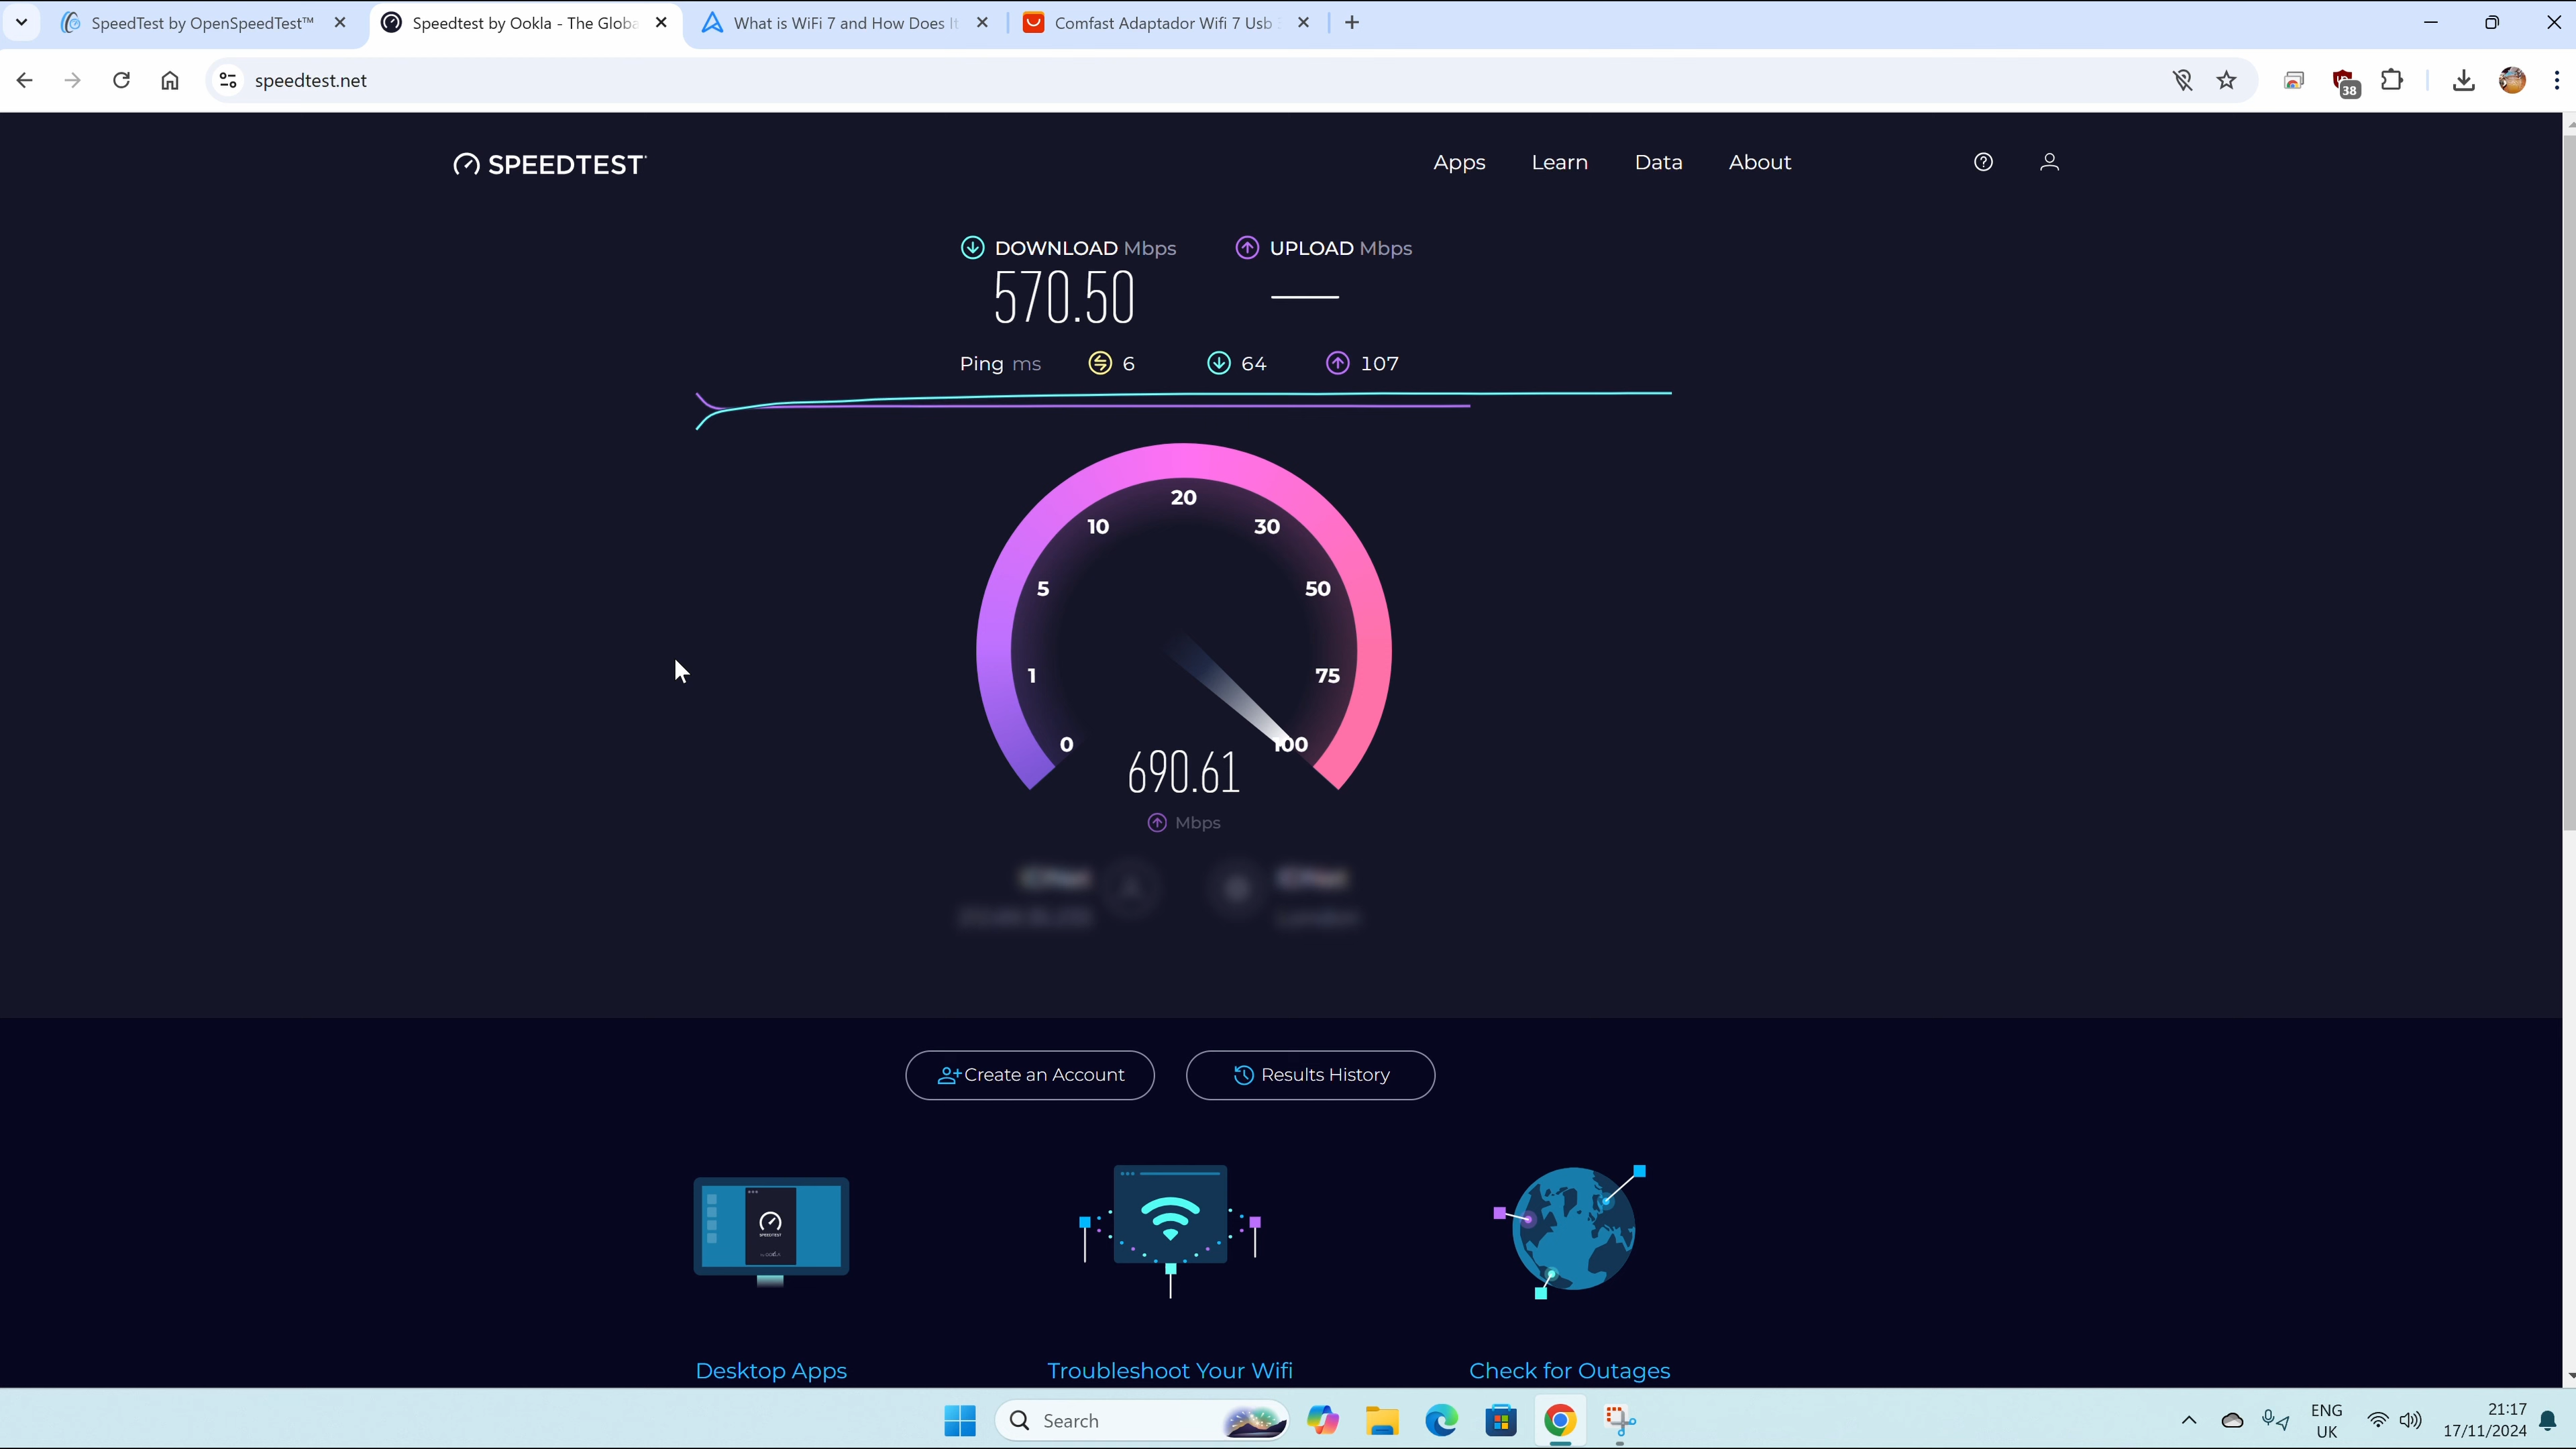 SpeedTest by OpenSpeedTest™
Speedtest by Ookla - The Globa
What is WiFi 7 and How Does It
Comfast Adaptador Wifi 7 Usb
speedtest.net
38
SPEEDTEST
Apps
Learn
Data
About
DOWNLOAD Mbps
UPLOAD Mbps
570.50
Ping ms
6
64
107
20
10
30
5
50
1
75
0
100
690.61
Mbps
Create an Account
Results History
Desktop Apps
Troubleshoot Your Wifi
Check for Outages
Search
ENG
UK
21:17
17/11/2024